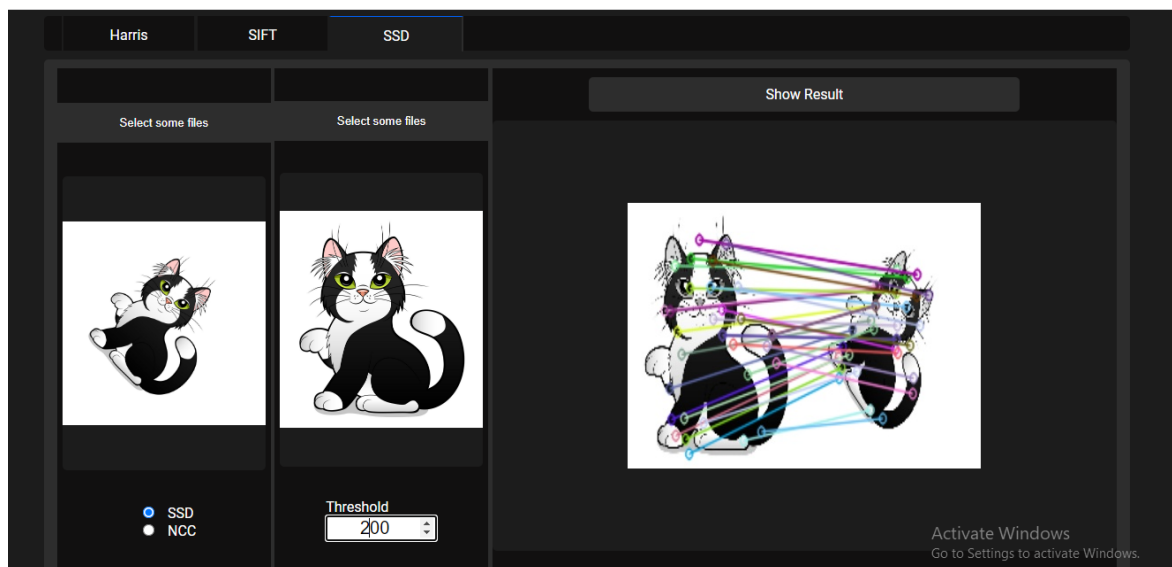 Harris
SIFT
SSD
Select some files
Select some files
Show Result
SSD
NCC
Threshold
200
Activate Windows
Go to Settings to activate Windows.